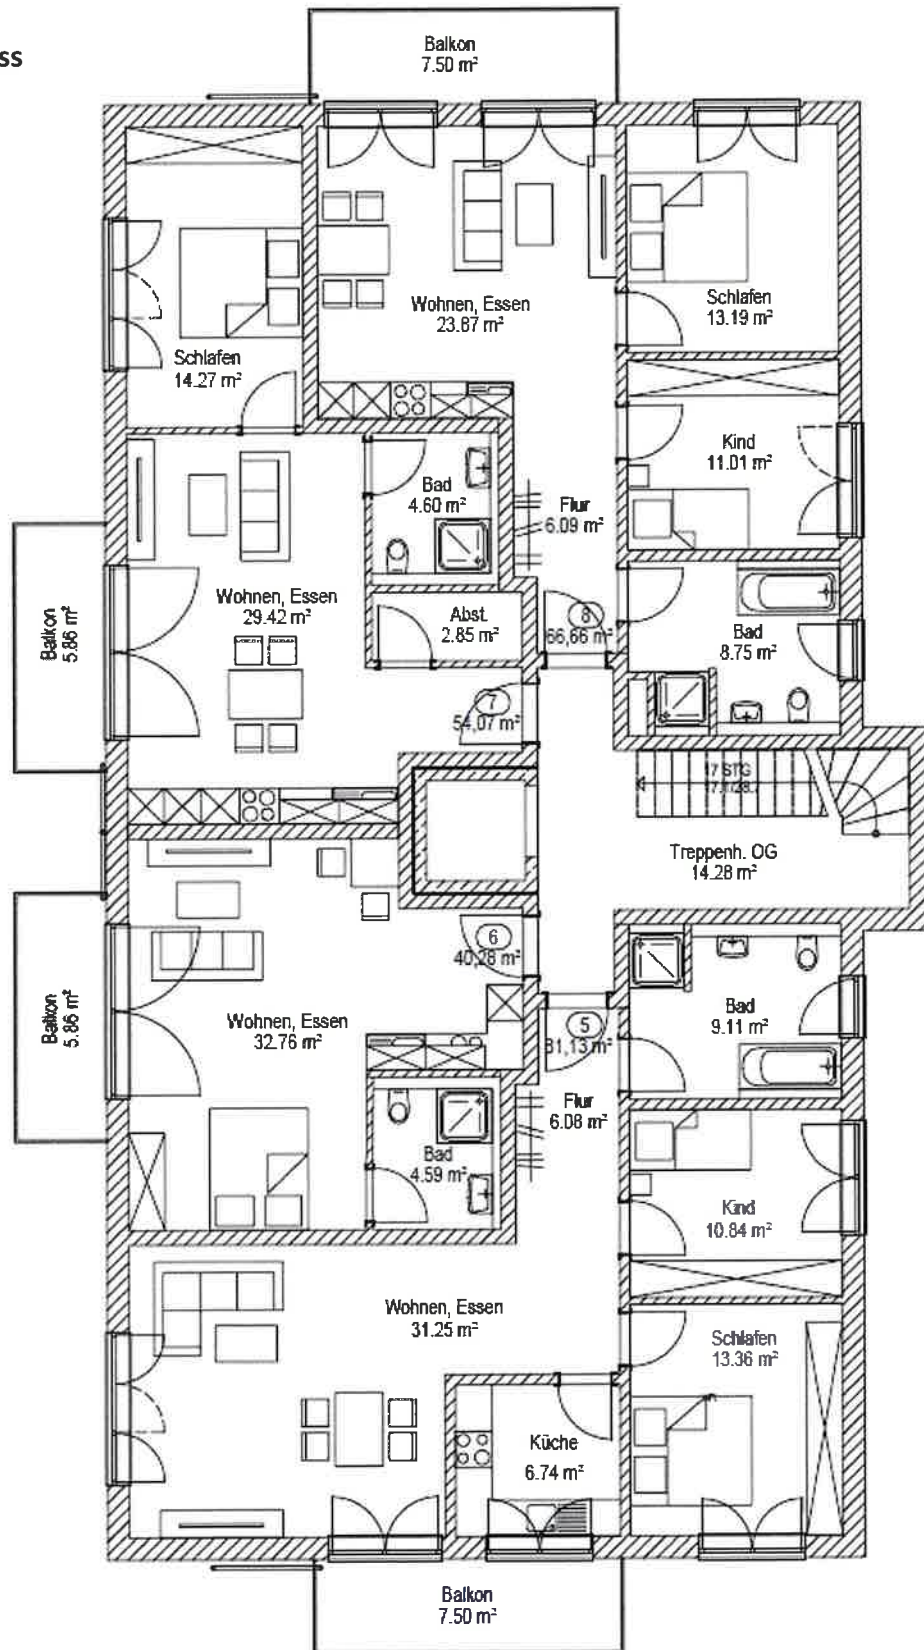 ss
Balkon
7.50 m²
Wohnen, Essen
23.87 m²
Schlafen
13.19 m²
Schlafen
14.27 m²
Kind
11.01 m²
Bad
4.60 m²
Flur
6.09 m²
Balkon
5.86 m²
Wohnen, Essen
29.42 m²
Abst.
2.85 m²
8
66,66 m²
Bad
8.75 m²
7
54,07 m²
17 STG
Treppenh. OG
14.28 m²
6
40,28 m²
Balkon
5.86 m²
Wohnen, Essen
32.76 m²
5
81,13 m²
Bad
9.11 m²
Flur
6.08 m²
Bad
4.59 m²
Kind
10.84 m²
Wohnen, Essen
31.25 m²
Schlafen
13.36 m²
Küche
6.74 m²
Balkon
7.50 m²